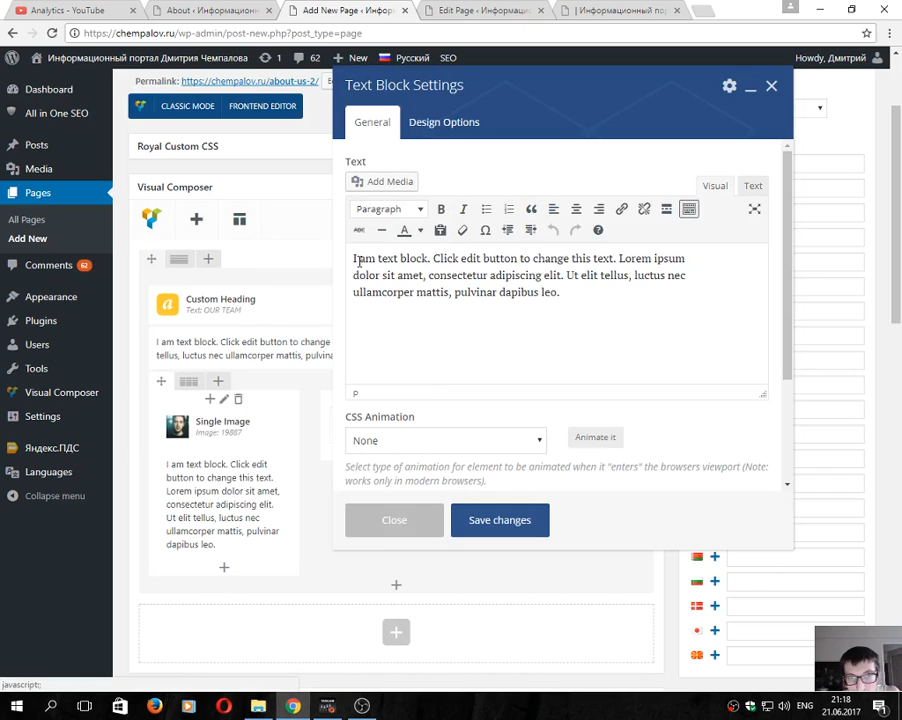 Analytics - YouTube
About ‹ Информационн
Add New Page ‹ Инфор
Edit Page ‹ Информацис
| Информационный пор
https://chempalov.ru/wp-admin/post-new.php?post_type=page
Информационный портал Дмитрия Чемпалова
1
62
New
Русский
SEO
Howdy, Дмитрий
Dashboard
All in One SEO
Posts
Media
Pages
All Pages
Add New
Comments 62
Appearance
Plugins
Users
Tools
Visual Composer
Settings
Яндекс.ПДС
Languages
Collapse menu
Permalink: https://chempalov.ru/about-us-2/
CLASSIC MODE
FRONTEND EDITOR
Royal Custom CSS
Visual Composer
Custom Heading
Text: OUR TEAM
I am text block. Click edit button to change
tellus, luctus nec ullamcorper mattis, pulvina
Single Image
Image: 19887
I am text block. Click edit
button to change this text.
Lorem ipsum dolor sit amet,
consectetur adipiscing elit.
Ut elit tellus, luctus nec
ullamcorper mattis, pulvinar
dapibus leo.
Text Block Settings
General
Design Options
Text
Add Media
Visual
Text
Paragraph
I am text block. Click edit button to change this text. Lorem ipsum
dolor sit amet, consectetur adipiscing elit. Ut elit tellus, luctus nec
ullamcorper mattis, pulvinar dapibus leo.
P
CSS Animation
None
Animate it
Select type of animation for element to be animated when it "enters" the browsers viewport (Note:
works only in modern browsers).
Close
Save changes
javascript:;
21:18
21.06.2017